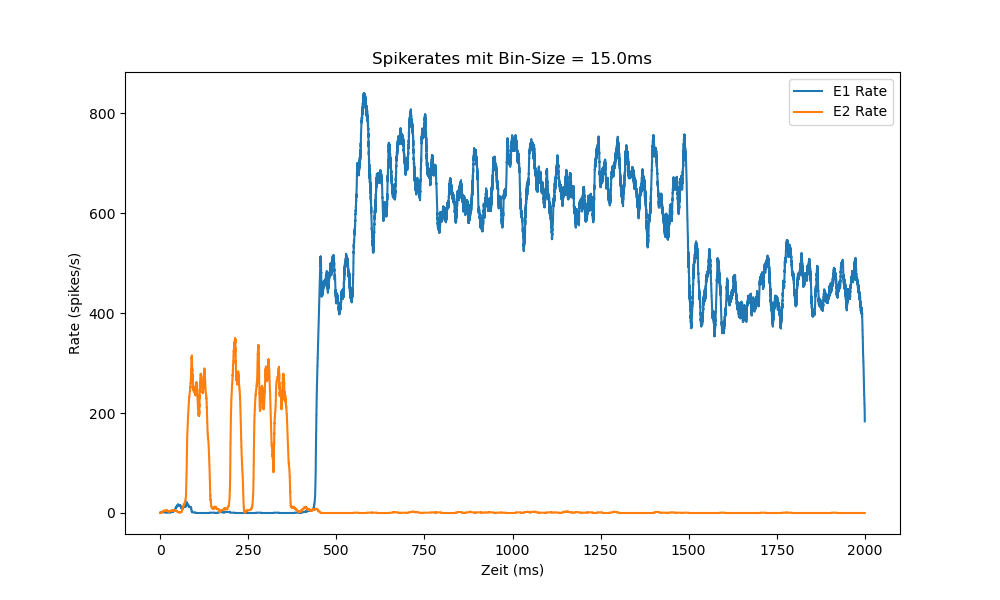 Spikerates mit Bin-Size = 15.0ms
E1 Rate
E2 Rate
800
600
400
200
0
Rate (spikes/s)
0 250 500 750 1000 1250 1500 1750 2000
Zeit (ms)